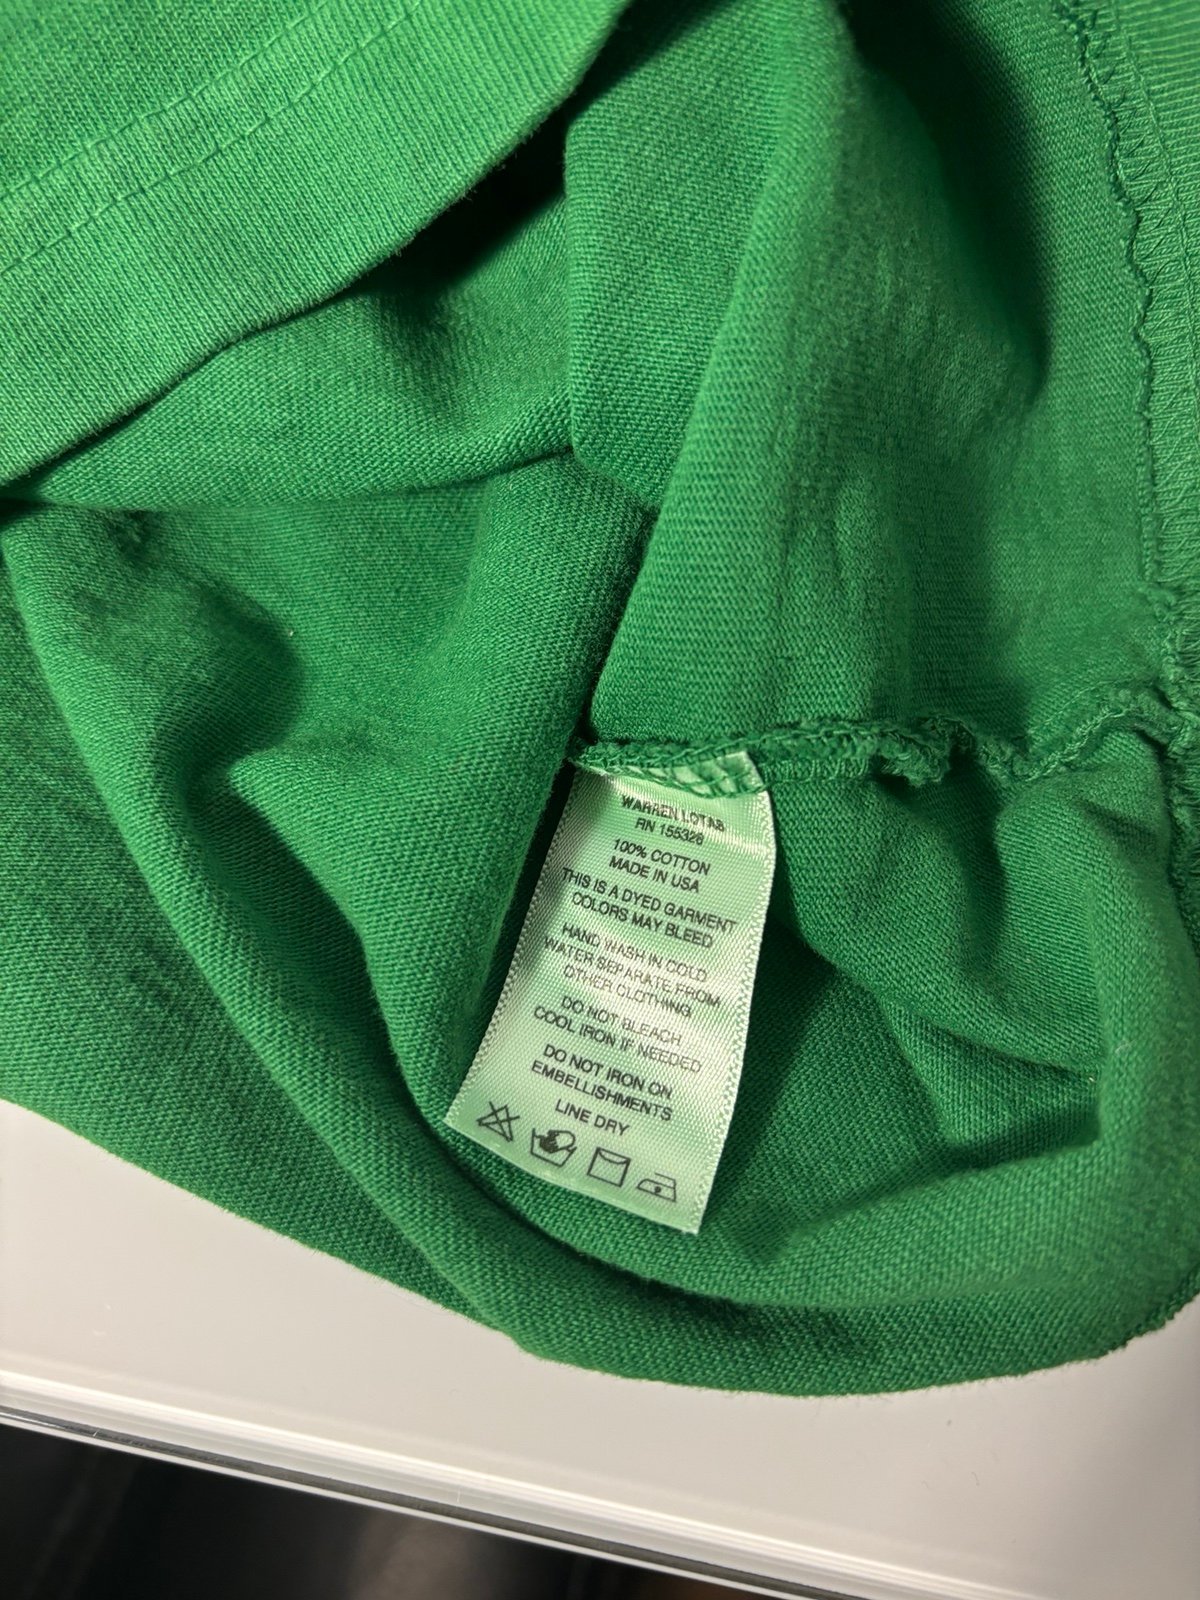 WARREN LOTAS
RN 155326
100% COTTON
MADE IN USA
THIS IS A DYED GARMENT
COLORS MAY BLEED
HAND WASH IN COLD
WATER SEPARATE FROM
OTHER CLOTHING
DO NOT BLEACH
COOL IRON IF NEEDED
DO NOT IRON ON
EMBELLISHMENTS
LINE DRY